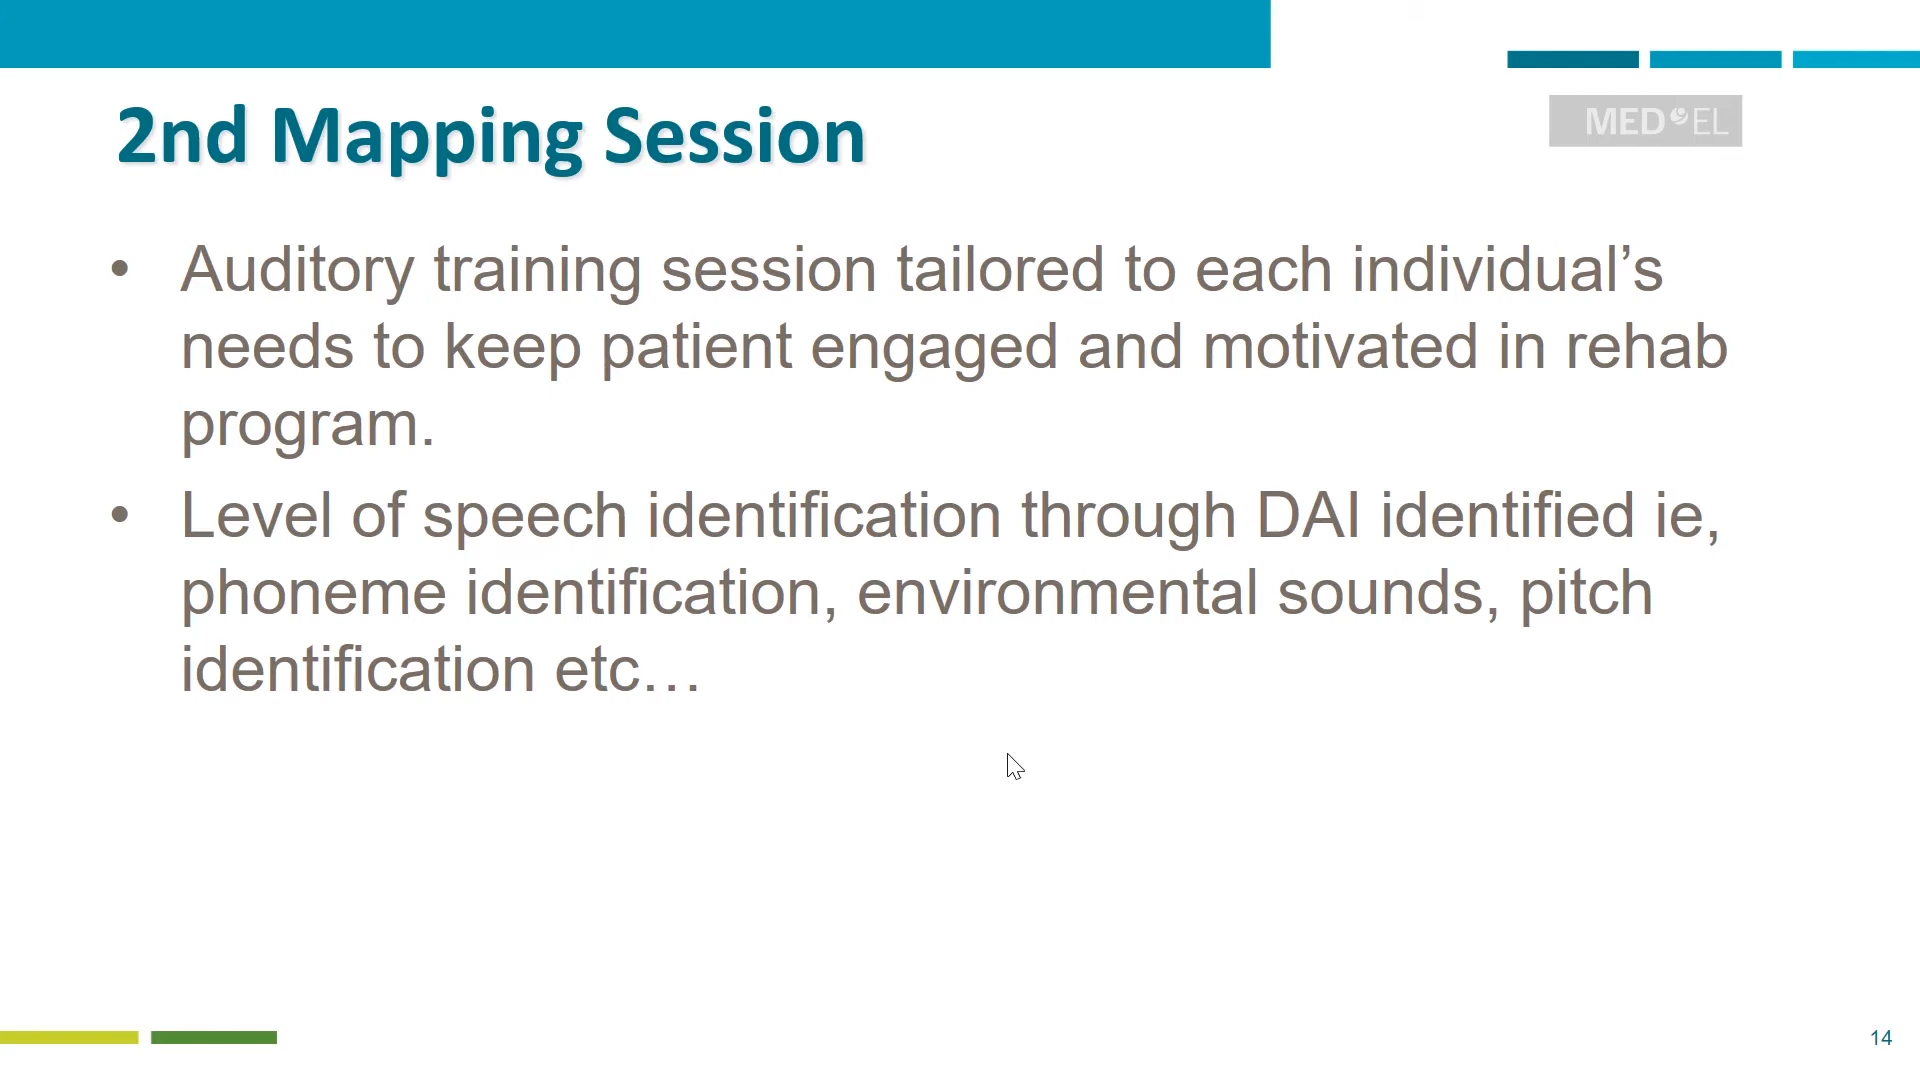 2nd Mapping Session
MED EL
• Auditory training session tailored to each individual’s
needs to keep patient engaged and motivated in rehab
program.
• Level of speech identification through DAI identified ie,
phoneme identification, environmental sounds, pitch
identification etc…
14